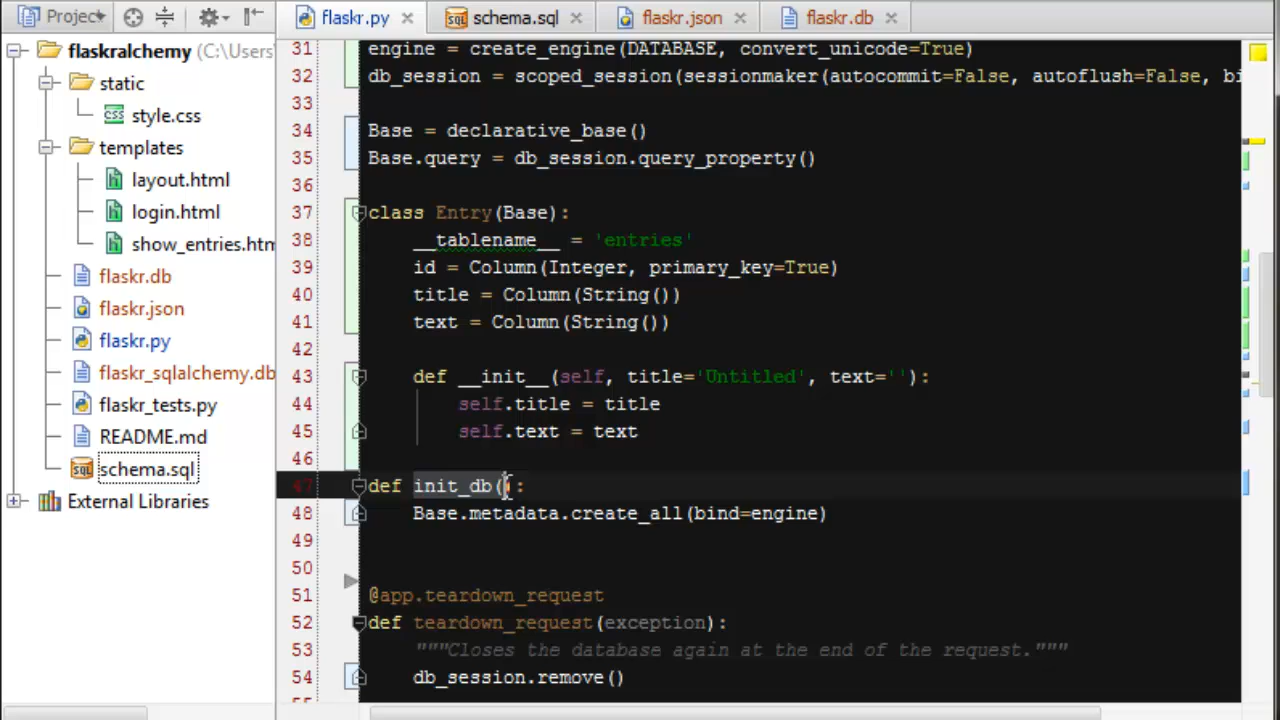 Project
flaskr.py
schema.sql
flaskr.json
flaskr.db
flaskralchemy (C:\Users\
static
style.css
templates
layout.html
login.html
show_entries.htm
flaskr.db
flaskr.json
flaskr.py
flaskr_sqlalchemy.db
flaskr_tests.py
README.md
schema.sql
External Libraries
31 engine = create_engine(DATABASE, convert_unicode=True)
32 db_session = scoped_session(sessionmaker(autocommit=False, autoflush=False, bi
33
34 Base = declarative_base()
35 Base.query = db_session.query_property()
36
37 class Entry(Base):
38 __tablename__ = 'entries'
39 id = Column(Integer, primary_key=True)
40 title = Column(String())
41 text = Column(String())
42
43 def __init__(self, title='Untitled', text=''):
44 self.title = title
45 self.text = text
46
47 def init_db():
48 Base.metadata.create_all(bind=engine)
49
50
51 @app.teardown_request
52 def teardown_request(exception):
53 """Closes the database again at the end of the request."""
54 db_session.remove()
55